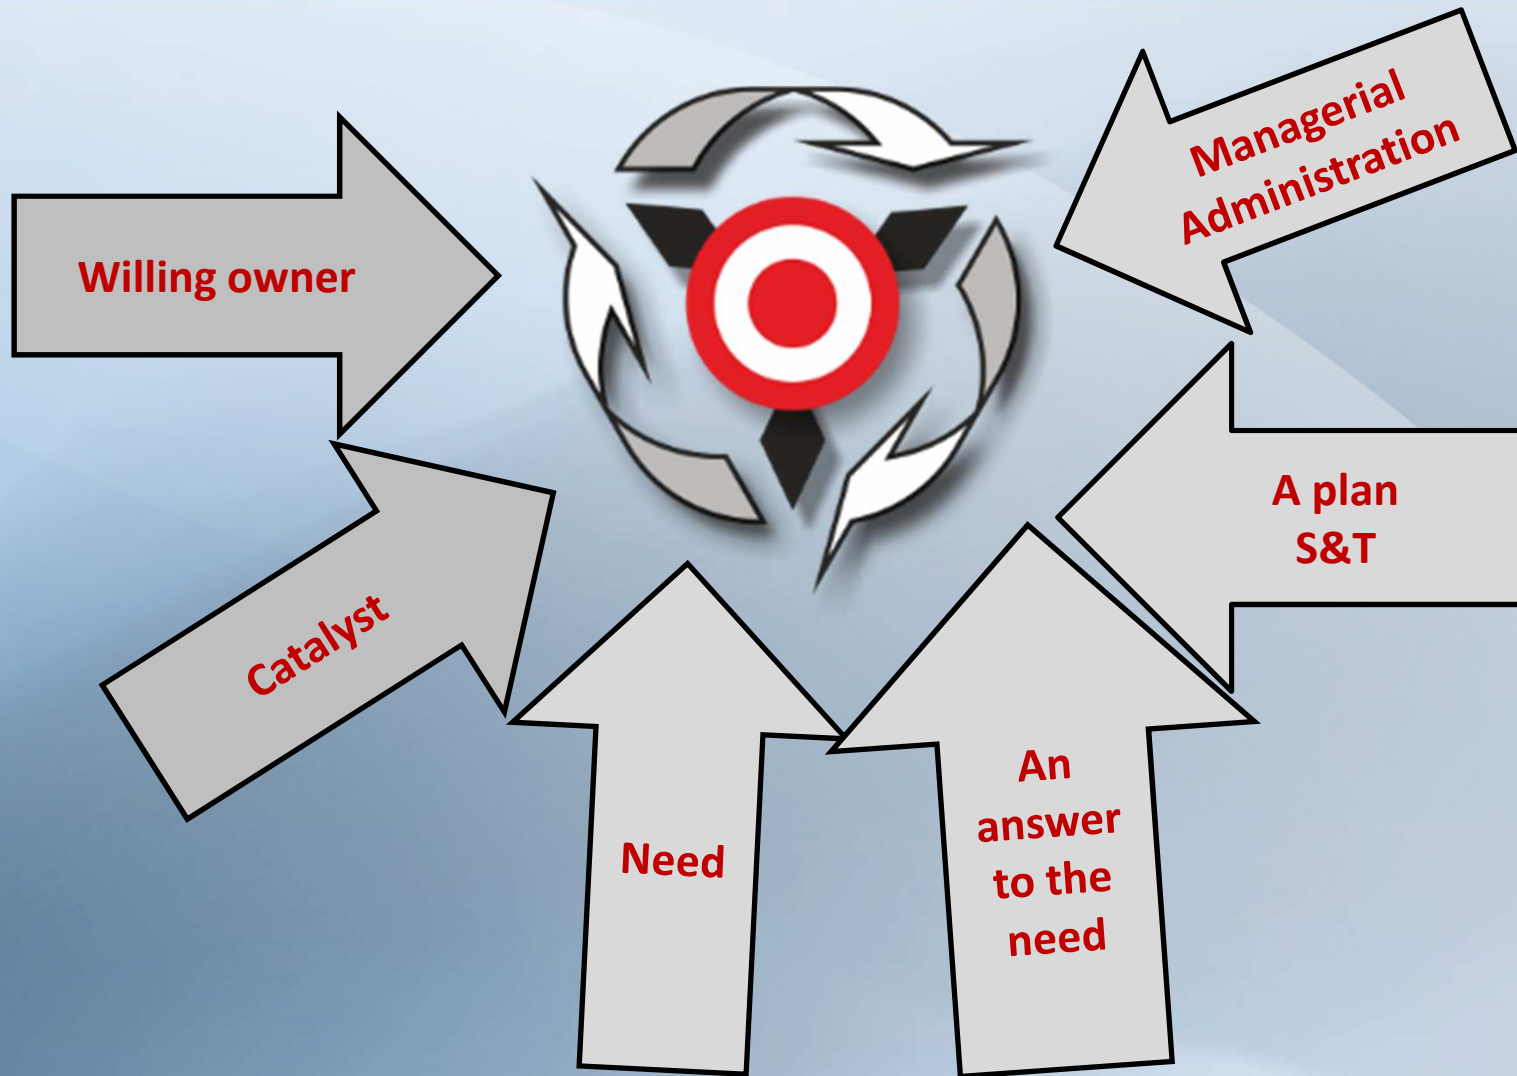 Managerial
Administration
Willing owner
A plan
S&T
Catalyst
Need
An
answer
to the
need